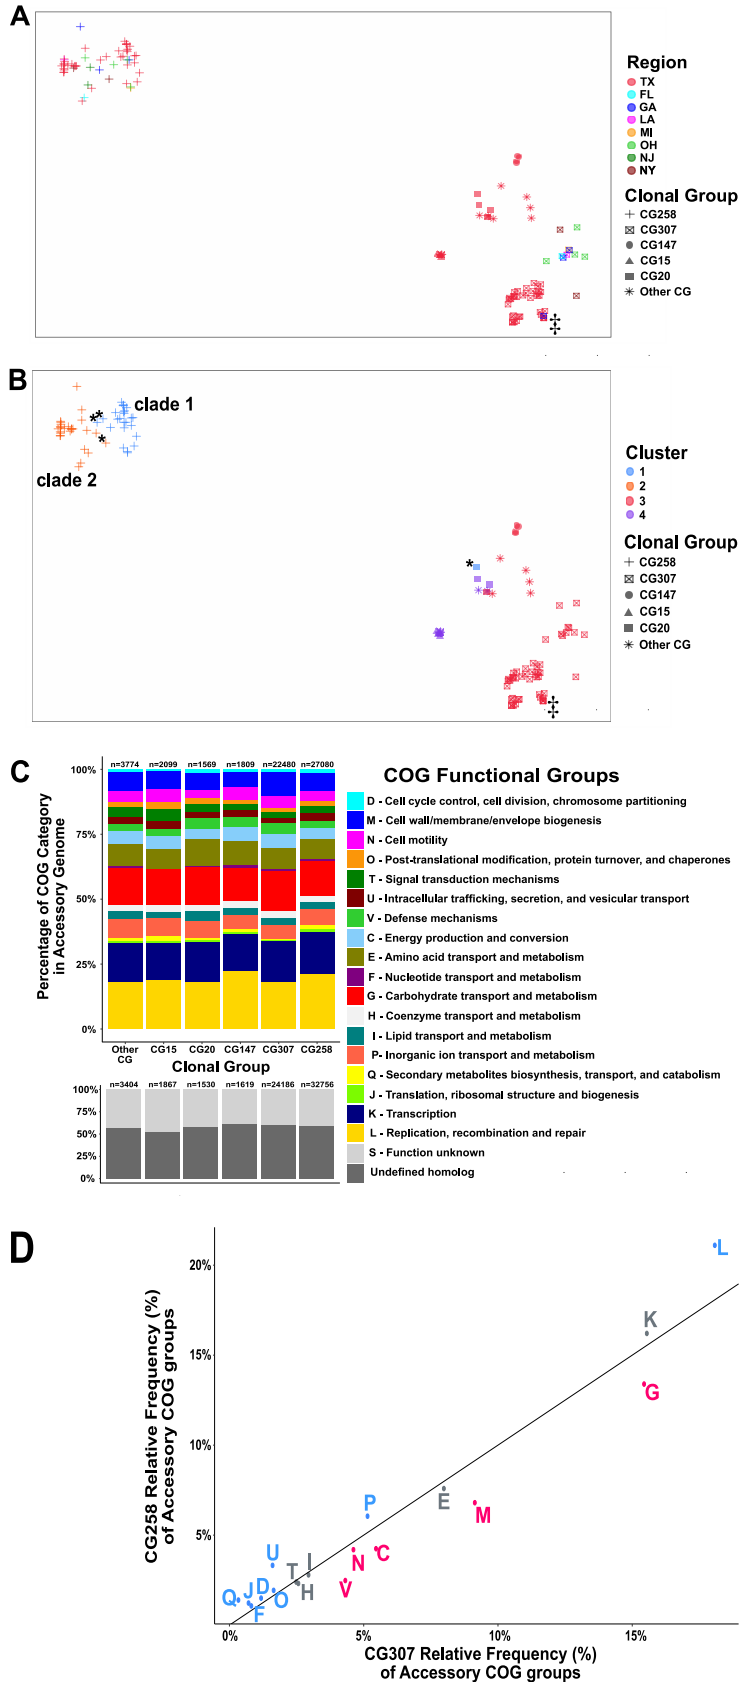 A
Region
TX
FL
GA
LA
MI
OH
NJ
NY
Clonal Group
CG258
CG307
CG147
CG15
CG20
Other CG
‡
B
clade 1
clade 2
*
*
*
*
Cluster
1
2
3
4
Clonal Group
CG258
CG307
CG147
CG15
CG20
Other CG
‡
C
n=3774 n=2099 n=1569 n=1809 n=22480 n=27080
100%
75%
50%
25%
0%
Percentage of COG Category
in Accessory Genome
Other CG CG15 CG20 CG147 CG307 CG258
Clonal Group
n=3404 n=1867 n=1530 n=1619 n=24186 n=32756
100%
75%
50%
25%
0%
COG Functional Groups
D - Cell cycle control, cell division, chromosome partitioning
M - Cell wall/membrane/envelope biogenesis
N - Cell motility
O - Post-translational modification, protein turnover, and chaperones
T - Signal transduction mechanisms
U - Intracellular trafficking, secretion, and vesicular transport
V - Defense mechanisms
C - Energy production and conversion
E - Amino acid transport and metabolism
F - Nucleotide transport and metabolism
G - Carbohydrate transport and metabolism
H - Coenzyme transport and metabolism
I - Lipid transport and metabolism
P - Inorganic ion transport and metabolism
Q - Secondary metabolites biosynthesis, transport, and catabolism
J - Translation, ribosomal structure and biogenesis
K - Transcription
L - Replication, recombination and repair
S - Function unknown
Undefined homolog
D
CG258 Relative Frequency (%)
of Accessory COG groups
20%
15%
10%
5%
L
K
G
P
E
M
U
I
N
C
T
V
H
Q
J
D
O
F
0% 5% 10% 15%
CG307 Relative Frequency (%)
of Accessory COG groups